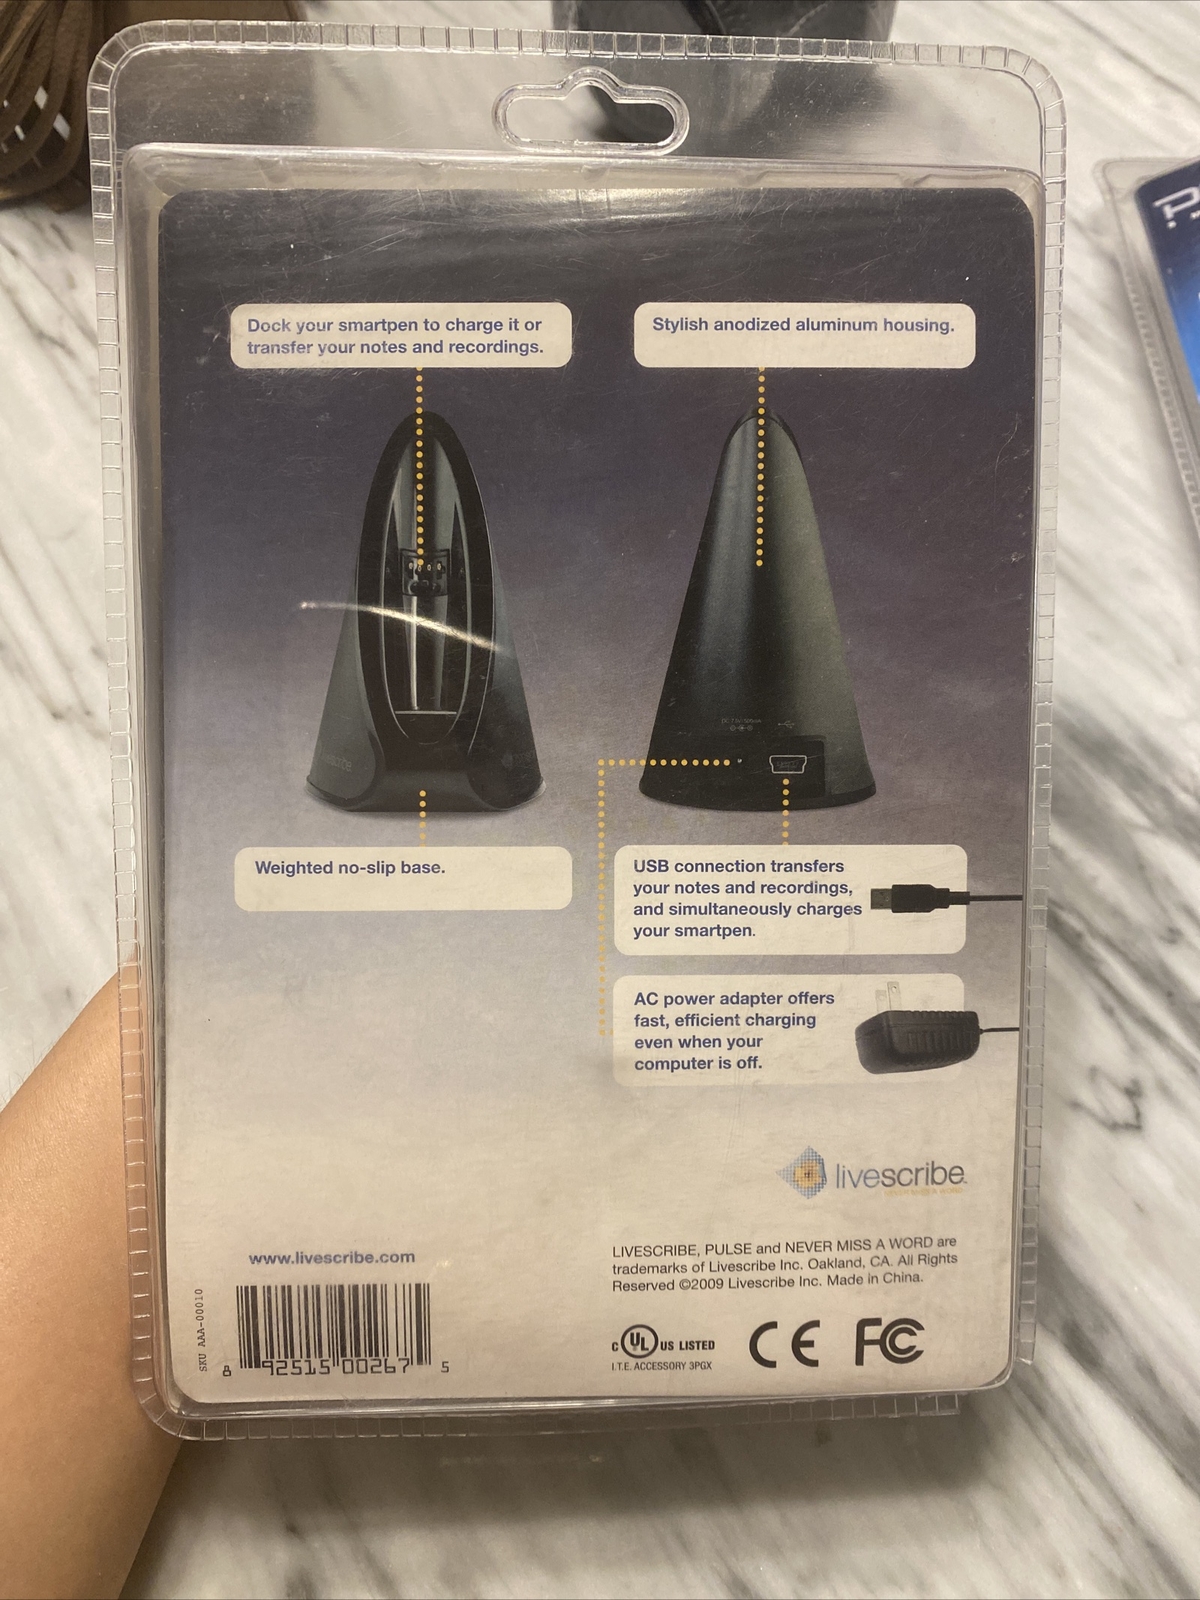 Dock your smartpen to charge it or
transfer your notes and recordings.
Stylish anodized aluminum housing.
Weighted no-slip base.
USB connection transfers
your notes and recordings,
and simultaneously charges
your smartpen.
AC power adapter offers
fast, efficient charging
even when your
computer is off.
livescribe
www.livescribe.com
LIVESCRIBE, PULSE and NEVER MISS A WORD are
trademarks of Livescribe Inc. Oakland, CA. All Rights
Reserved ©2009 Livescribe Inc. Made in China.
SKU AAA-00010
8 92515 00267 5
C UL US LISTED
I.T.E. ACCESSORY 3PGX
CE FC